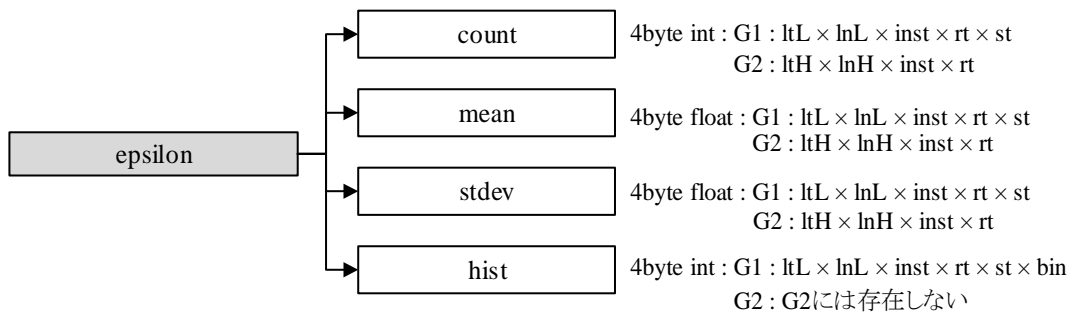 count
4byte int : G1 : ltL × lnL × inst × rt × st
G2 : ltH × lnH × inst × rt
mean
4byte float : G1 : ltL × lnL × inst × rt × st
G2 : ltH × lnH × inst × rt
epsilon
stdev
4byte float : G1 : ltL × lnL × inst × rt × st
G2 : ltH × lnH × inst × rt
hist
4byte int : G1 : ltL × lnL × inst × rt × st × bin
G2 : G2には存在しない